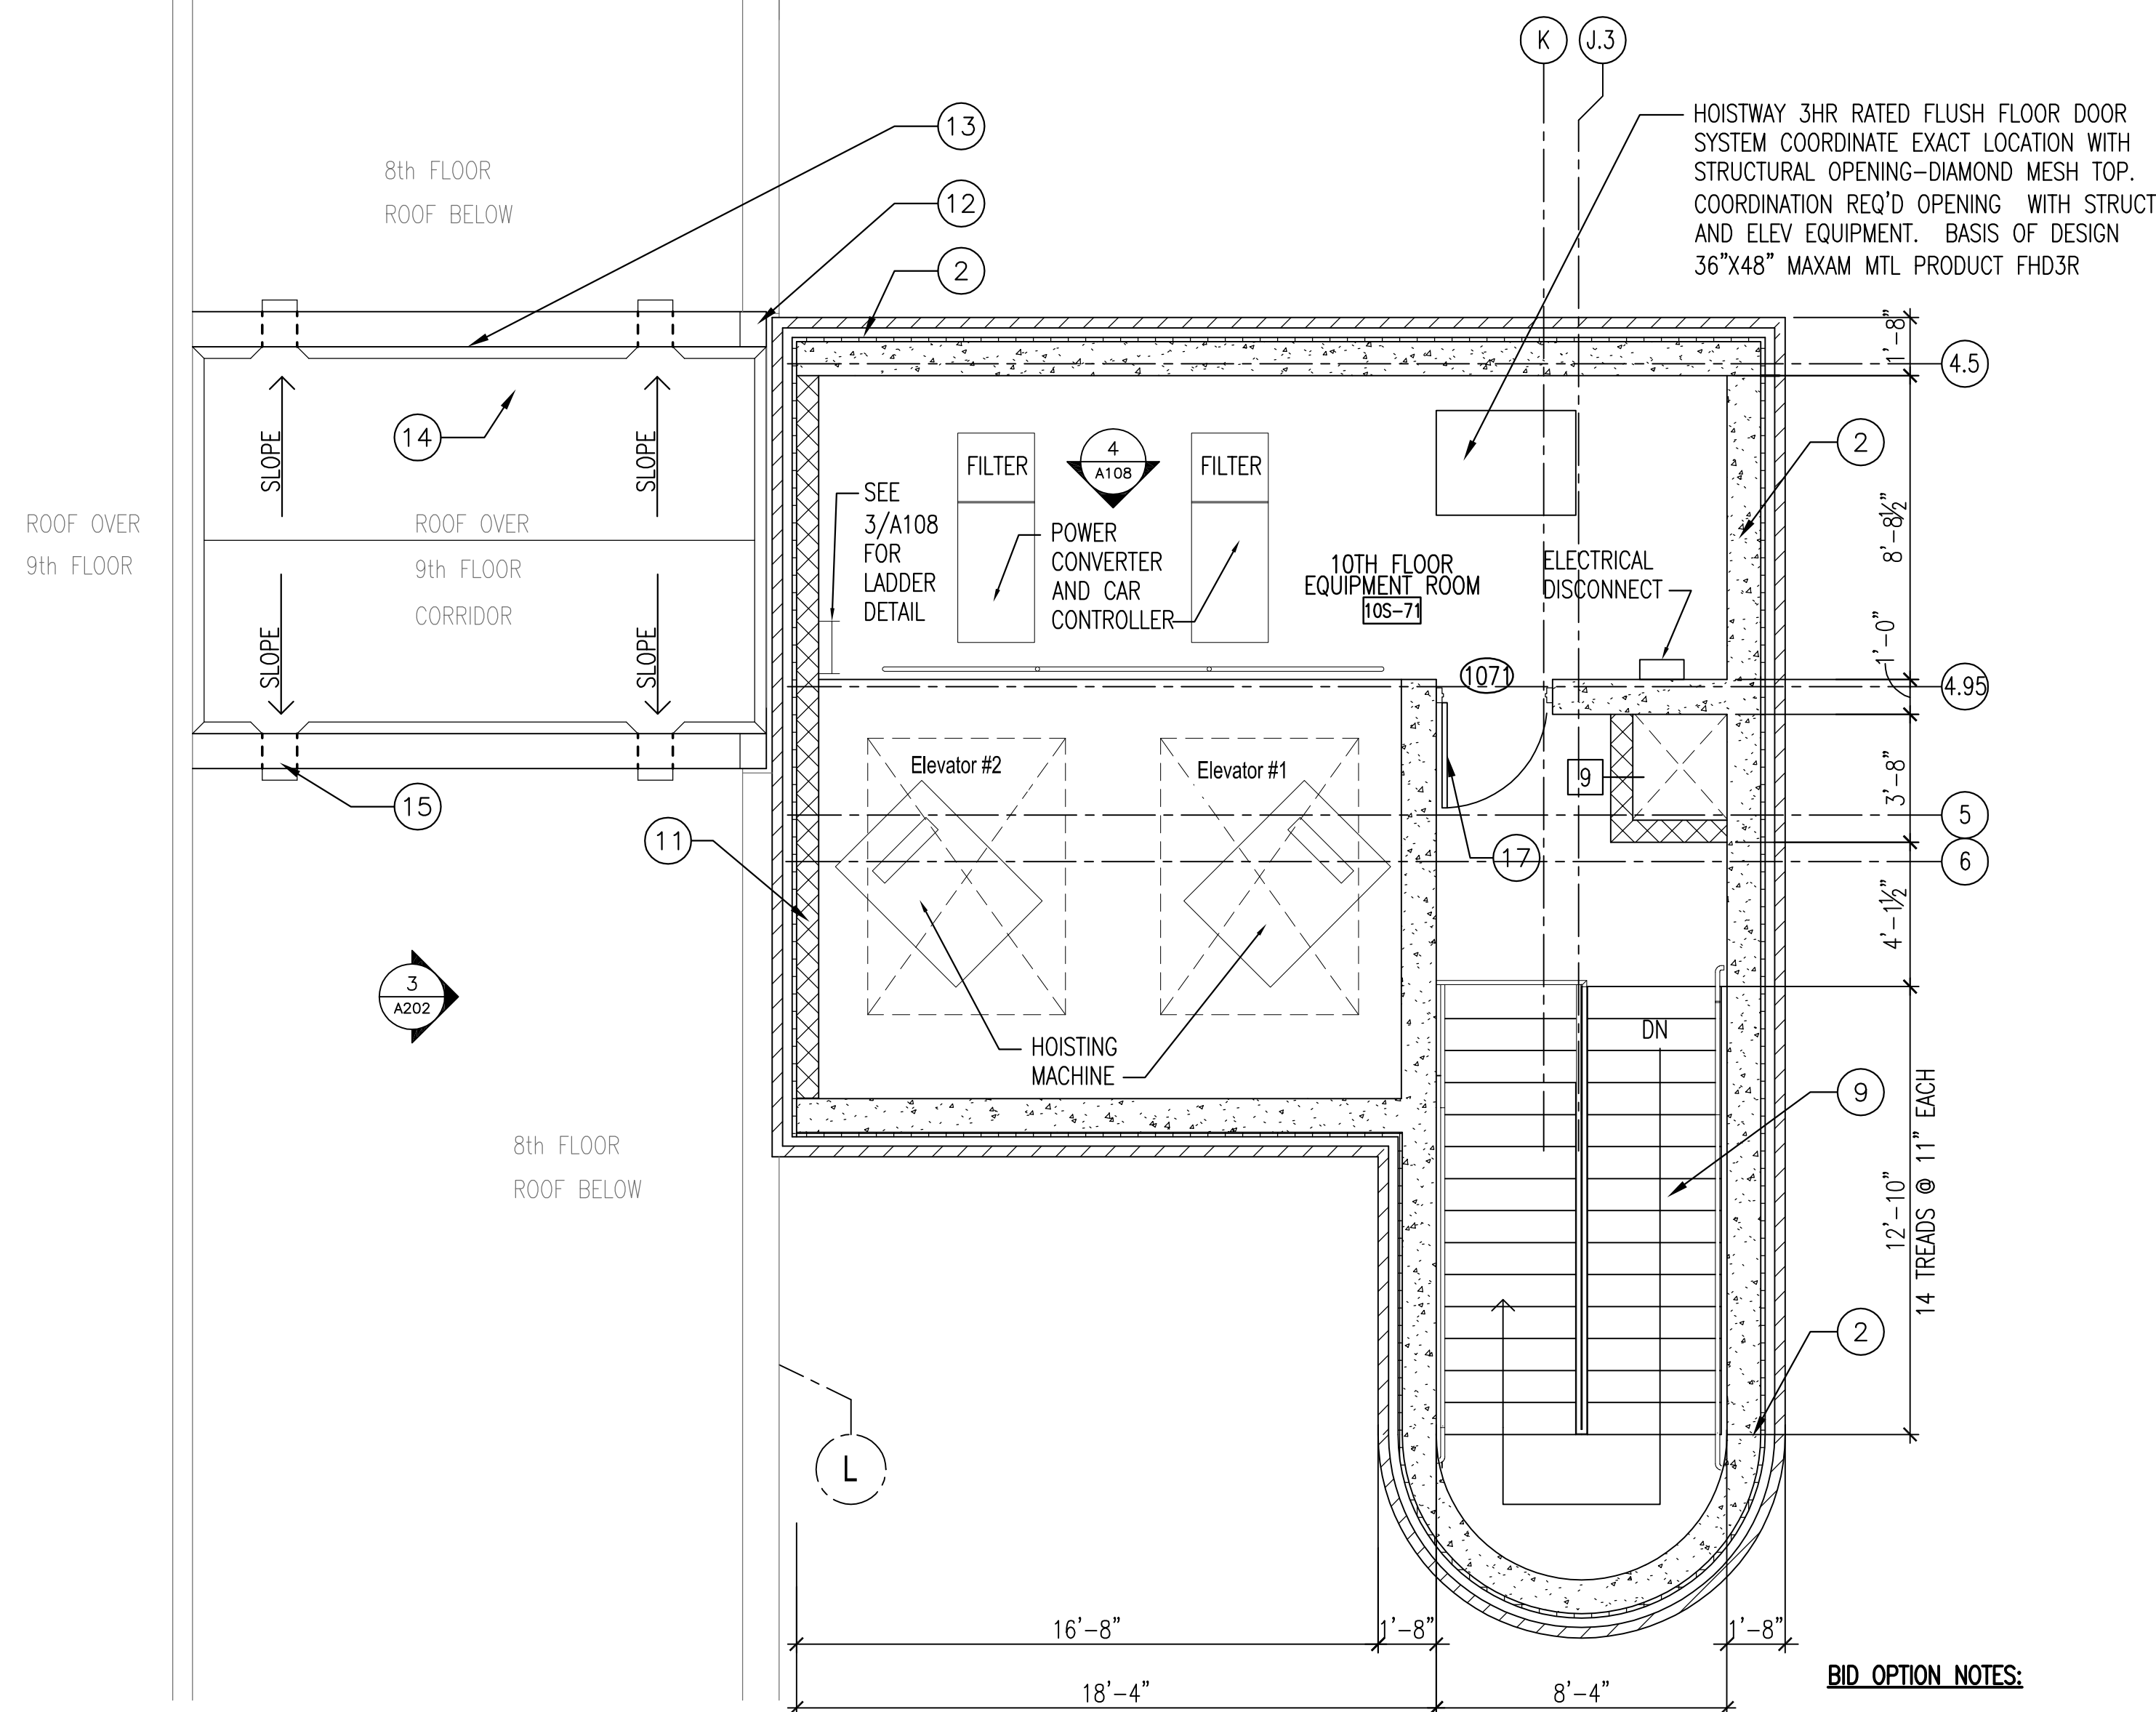 K
J.3
13
12
2
HOISTWAY 3HR RATED FLUSH FLOOR DOOR
SYSTEM COORDINATE EXACT LOCATION WITH
STRUCTURAL OPENING-DIAMOND MESH TOP.
COORDINATION REQ'D OPENING WITH STRUCT
AND ELEV EQUIPMENT. BASIS OF DESIGN
36"X48" MAXAM MTL PRODUCT FHD3R
8th FLOOR
ROOF BELOW
1'-8"
4.5
14
SLOPE
SLOPE
ROOF OVER
9th FLOOR
ROOF OVER
9th FLOOR
CORRIDOR
SLOPE
SLOPE
15
11
FILTER
4
A108
FILTER
SEE
3/A108
FOR
LADDER
DETAIL
POWER
CONVERTER
AND CAR
CONTROLLER
10TH FLOOR
EQUIPMENT ROOM
10S-71
ELECTRICAL
DISCONNECT
2
8'-8½"
1'-0"
1071
4.95
Elevator #2
Elevator #1
9
3'-8"
5
6
17
4'-1½"
3
A202
HOISTING
MACHINE
DN
9
12'-10"
14 TREADS @ 11" EACH
8th FLOOR
ROOF BELOW
2
L
16'-8"
1'-8"
1'-8"
18'-4"
8'-4"
BID OPTION NOTES: